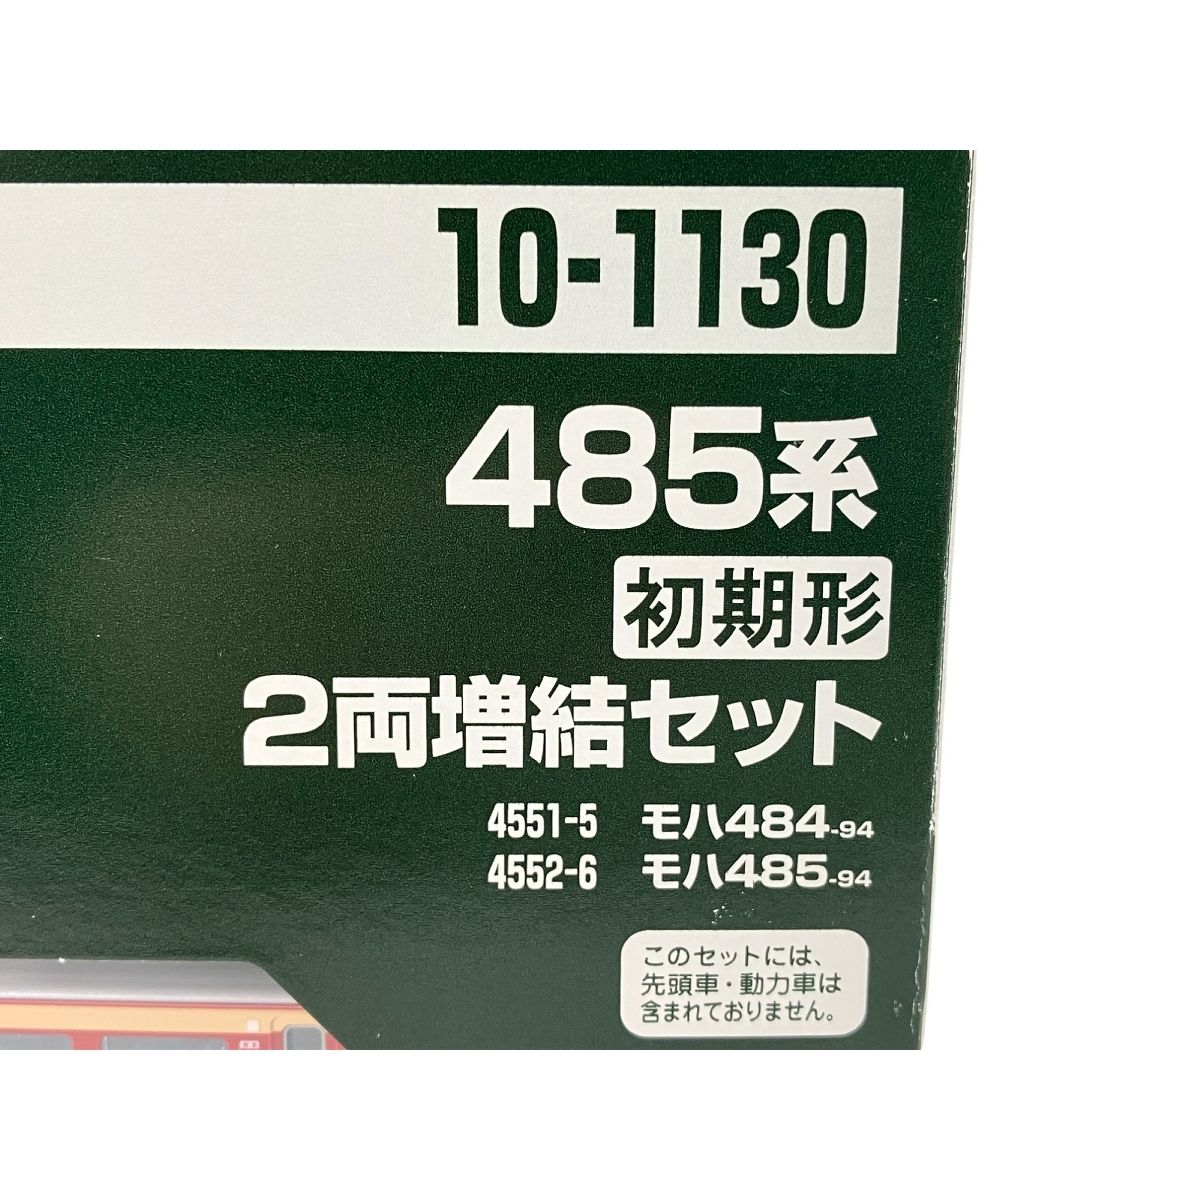 10-1130
485系
初期形
2両増結セット
4551-5 モハ484-94
4552-6 モハ485-94
このセットには、
先頭車・動力車は
含まれておりません。